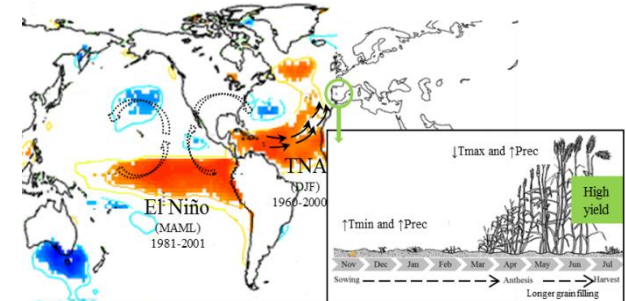 TNA
(DJF)
1960-2000
El Niño
(MAML)
1981-2001
↓Tmax and ↑Prec
High
yield
↑Tmin and ↑Prec
Nov Dec Jan Feb Mar Apr May Jun Jul
Sowing Anthesis Harvest
Longer grain filling